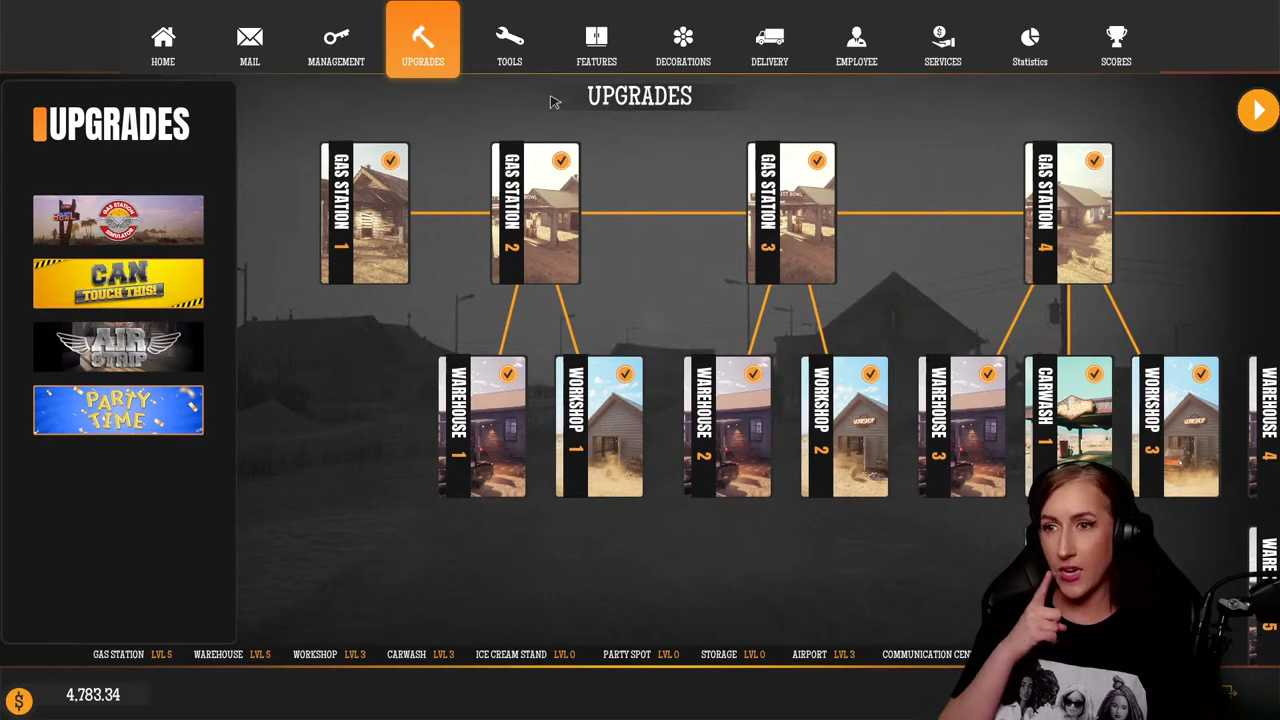 HOME
MAIL
MANAGEMENT
UPGRADES
TOOLS
FEATURES
DECORATIONS
DELIVERY
EMPLOYEE
SERVICES
Statistics
SCORES
UPGRADES
UPGRADES
GAS STATION
SIMULATOR
CAN
TOUCH THIS!
AIR
STRIP
PARTY
TIME
GAS STATION 1
GAS STATION 2
GAS STATION 3
GAS STATION 4
WAREHOUSE 1
WORKSHOP 1
WAREHOUSE 2
WORKSHOP 2
WAREHOUSE 3
CARWASH 1
WORKSHOP 3
WAREHOUSE 4
WARE 5
GAS STATION LVL 5 WAREHOUSE LVL 5 WORKSHOP LVL 3 CARWASH LVL 3 ICE CREAM STAND LVL 0 PARTY SPOT LVL 0 STORAGE LVL 0 AIRPORT LVL 3 COMMUNICATION CEN
$ 4,783.34